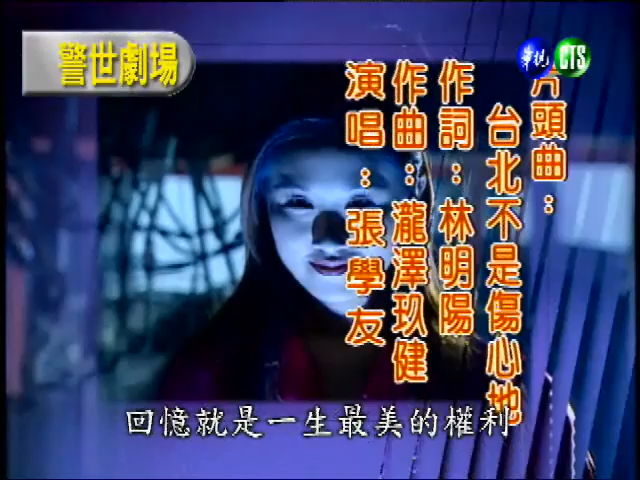 警世劇場
華視 CTS
片頭曲：
台北不是傷心地
作詞：林明陽
作曲：瀧澤玖健
演唱：張學友
回憶就是一生最美的權利